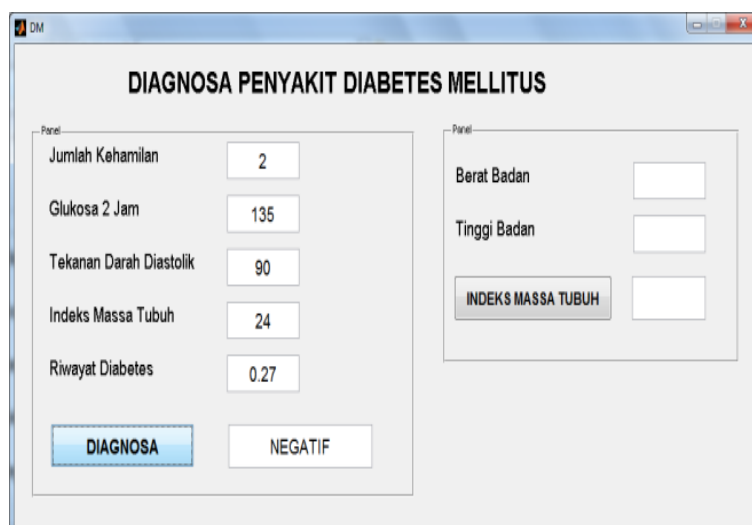 DM
DIAGNOSA PENYAKIT DIABETES MELLITUS
Panel
Jumlah Kehamilan 2
Glukosa 2 Jam 135
Tekanan Darah Diastolik 90
Indeks Massa Tubuh 24
Riwayat Diabetes 0.27
DIAGNOSA NEGATIF
Panel
Berat Badan
Tinggi Badan
INDEKS MASSA TUBUH